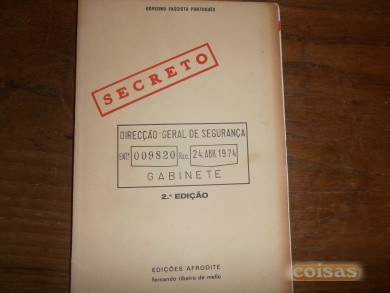 GOVERNO FASCISTA PORTUGUÊS
SECRETO
DIRECÇÃO-GERAL DE SEGURANÇA
ENT.ª 009820 Rec. 24.ABR.1974
GABINETE
2.ª EDIÇÃO
EDIÇÕES AFRODITE
fernando ribeiro de mello
coisas